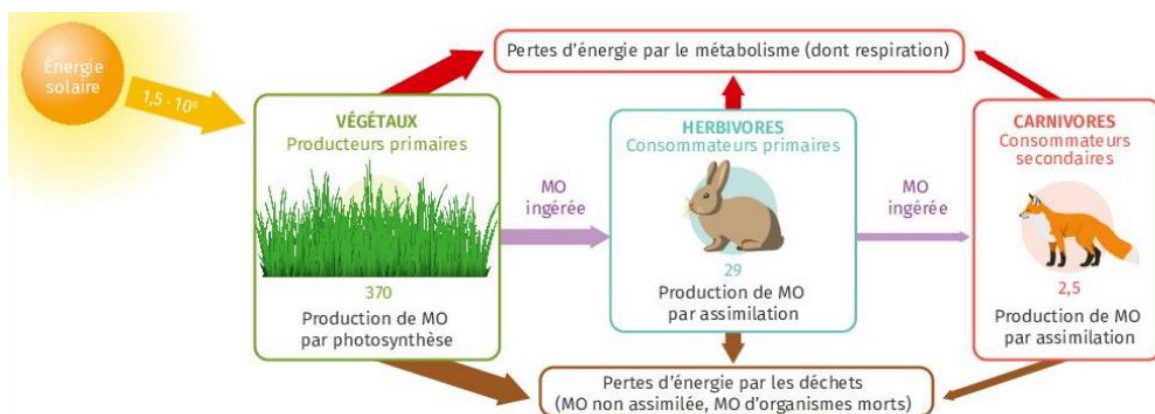 Pertes d'énergie par le métabolisme (dont respiration)
Énergie
solaire
1,5 · 10⁶
VÉGÉTAUX
Producteurs primaires
370
Production de MO
par photosynthèse
MO
ingérée
HERBIVORES
Consommateurs primaires
29
Production de MO
par assimilation
MO
ingérée
CARNIVORES
Consommateurs
secondaires
2,5
Production de MO
par assimilation
Pertes d'énergie par les déchets
(MO non assimilée, MO d'organismes morts)